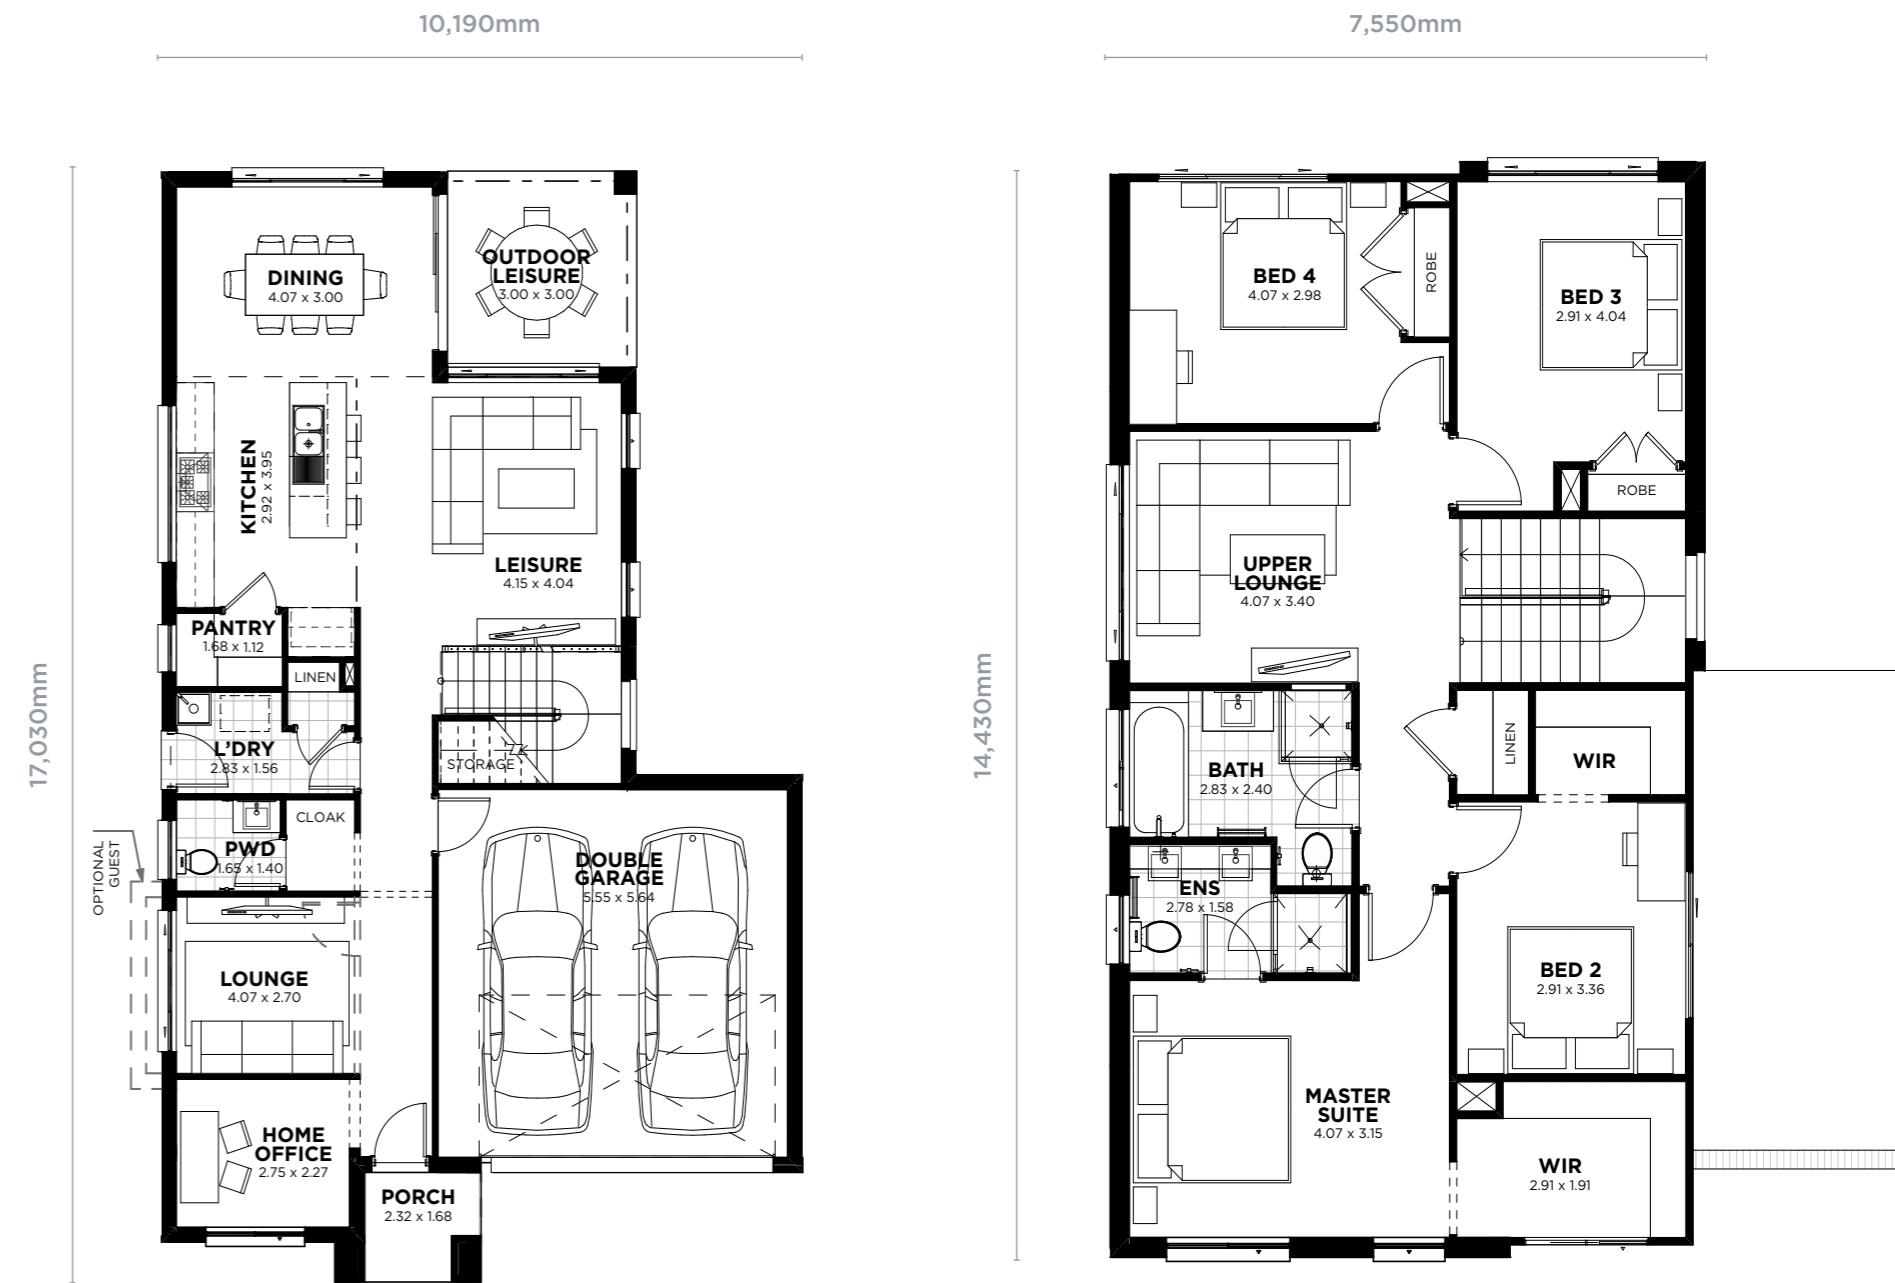 10,190mm
17,030mm
DINING
4.07 x 3.00
OUTDOOR
LEISURE
3.00 x 3.00
KITCHEN
2.92 x 3.95
LEISURE
4.15 x 4.04
PANTRY
1.68 x 1.12
LINEN
L'DRY
2.83 x 1.56
STORAGE
CLOAK
PWD
1.65 x 1.40
OPTIONAL
GUEST
DOUBLE
GARAGE
5.55 x 5.64
LOUNGE
4.07 x 2.70
HOME
OFFICE
2.75 x 2.27
PORCH
2.32 x 1.68
7,550mm
14,430mm
BED 4
4.07 x 2.98
ROBE
BED 3
2.91 x 4.04
ROBE
UPPER
LOUNGE
4.07 x 3.40
BATH
2.83 x 2.40
LINEN
WIR
ENS
2.78 x 1.58
BED 2
2.91 x 3.36
MASTER
SUITE
4.07 x 3.15
WIR
2.91 x 1.91